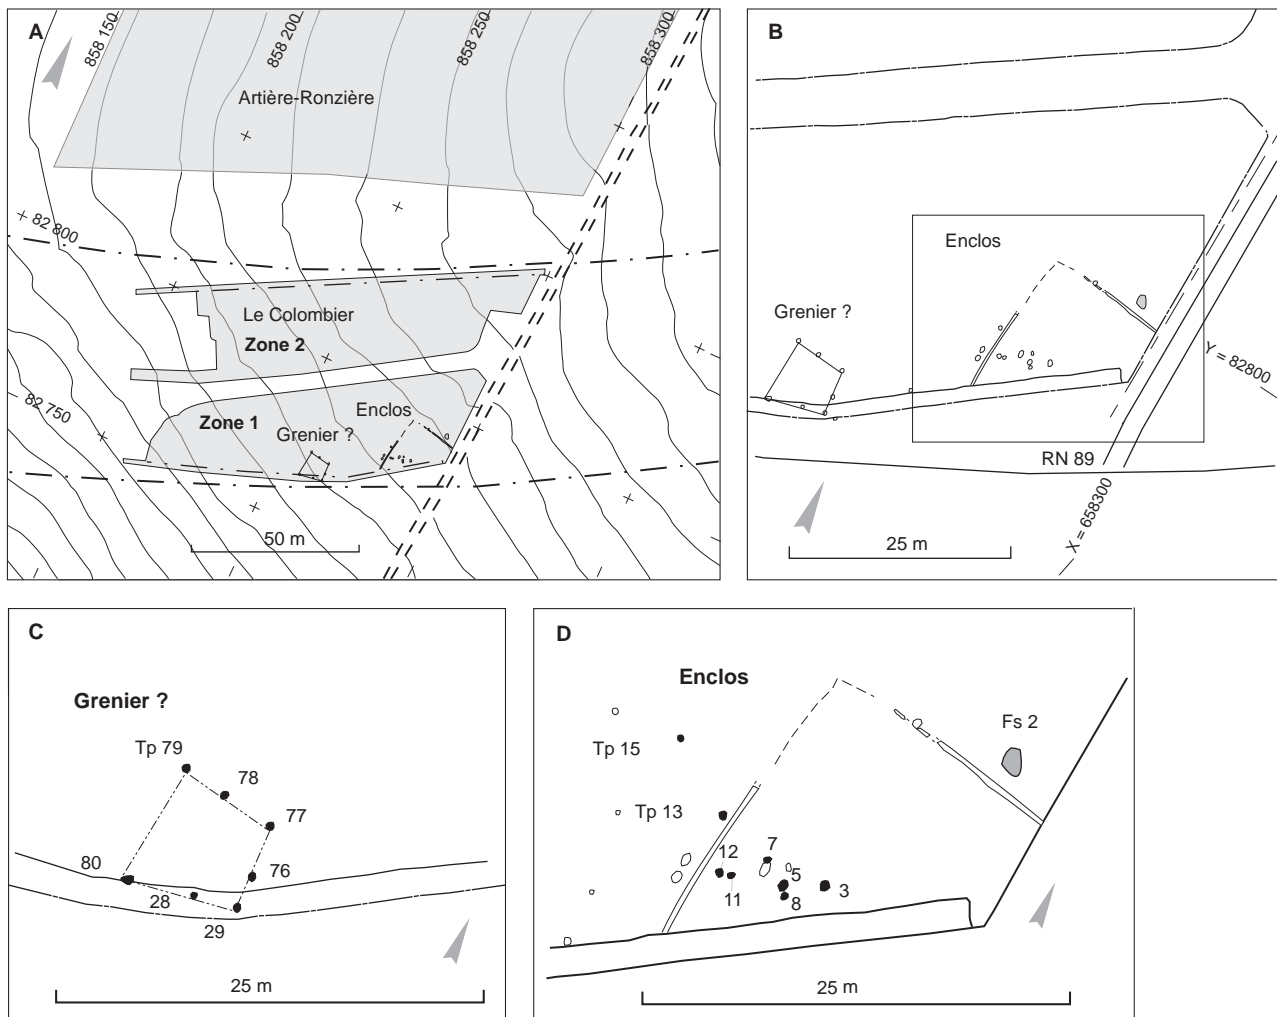 A
858 150
858 200
858 250
858 300
Artière-Ronzière
82 800
Le Colombier
Zone 2
82 750
Zone 1
Enclos
Grenier ?
50 m
B
Enclos
Grenier ?
Y = 82800
RN 89
X = 658300
25 m
C
Grenier ?
Tp 79
78
77
80
76
28
29
25 m
D
Enclos
Fs 2
Tp 15
Tp 13
12
7
5
3
11
8
25 m